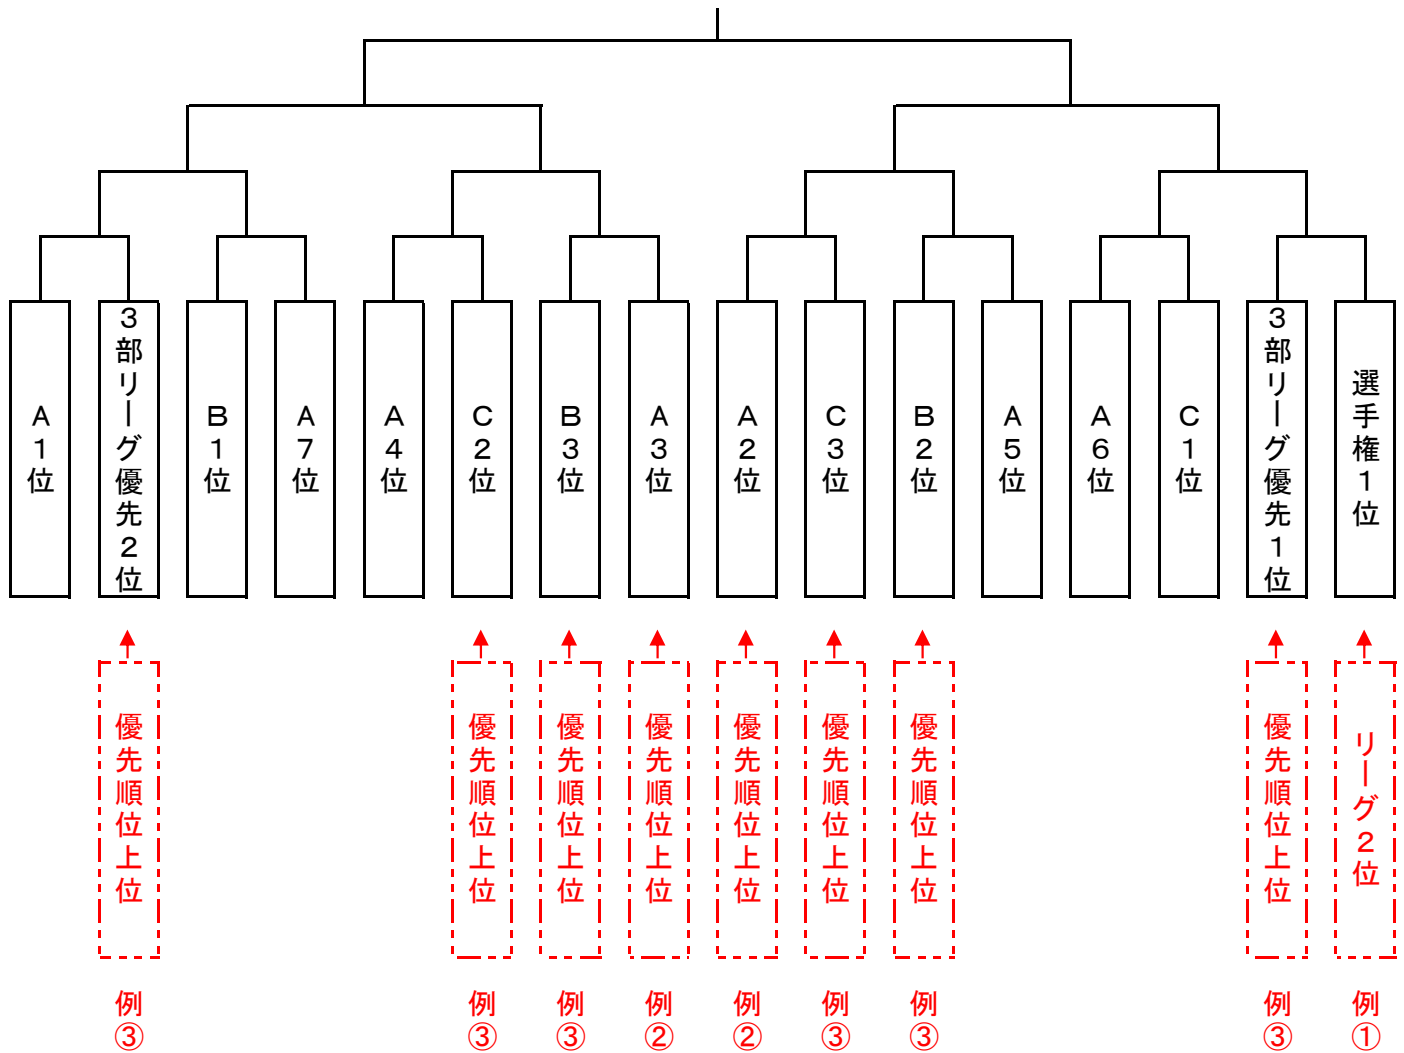 A1位
3部リーグ優先2位
B1位
A7位
A4位
C2位
B3位
A3位
A2位
C3位
B2位
A5位
A6位
C1位
3部リーグ優先1位
選手権1位
優先順位上位
優先順位上位
優先順位上位
優先順位上位
優先順位上位
優先順位上位
優先順位上位
優先順位上位
リーグ2位
例③
例③
例③
例②
例②
例③
例③
例③
例①